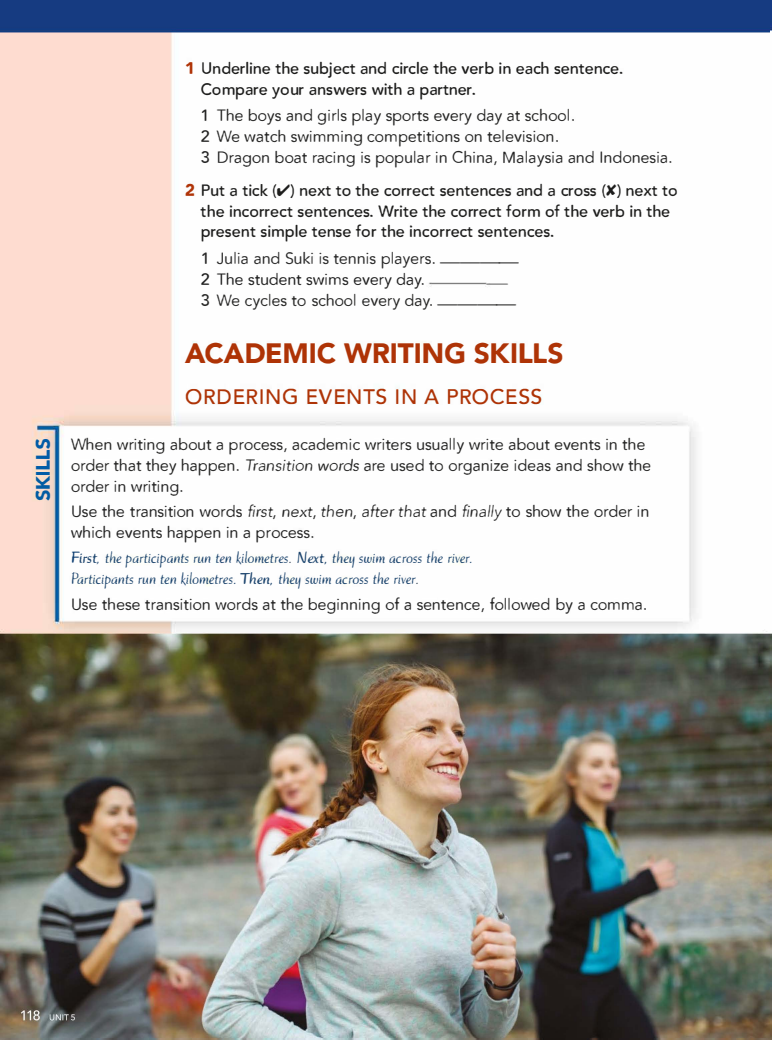 1 Underline the subject and circle the verb in each sentence.
Compare your answers with a partner.
1 The boys and girls play sports every day at school.
2 We watch swimming competitions on television.
3 Dragon boat racing is popular in China, Malaysia and Indonesia.
2 Put a tick (✔) next to the correct sentences and a cross (✘) next to
the incorrect sentences. Write the correct form of the verb in the
present simple tense for the incorrect sentences.
1 Julia and Suki is tennis players. ________
2 The student swims every day. ________
3 We cycles to school every day. ________
ACADEMIC WRITING SKILLS
ORDERING EVENTS IN A PROCESS
SKILLS
When writing about a process, academic writers usually write about events in the
order that they happen. Transition words are used to organize ideas and show the
order in writing.
Use the transition words first, next, then, after that and finally to show the order in
which events happen in a process.
First, the participants run ten kilometres. Next, they swim across the river.
Participants run ten kilometres. Then, they swim across the river.
Use these transition words at the beginning of a sentence, followed by a comma.
118 UNIT 5